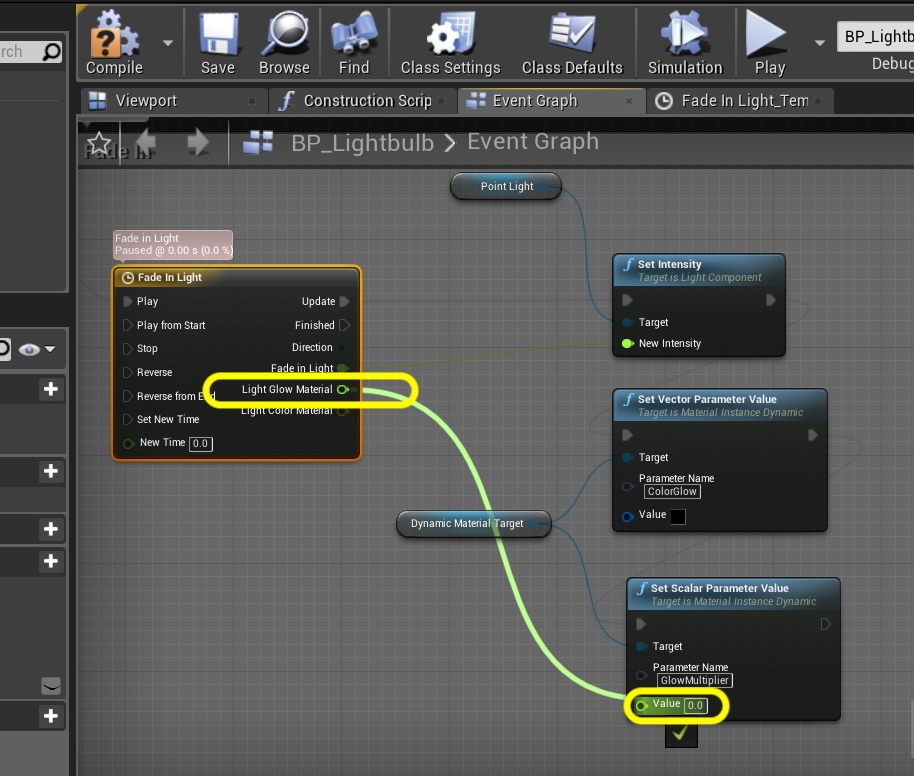 rch
Compile
Save
Browse
Find
Class Settings
Class Defaults
Simulation
Play
BP_Lightb
Debug
Viewport
Construction Scrip
Event Graph
Fade In Light_Tem
Fade In
BP_Lightbulb > Event Graph
Point Light
Fade in Light
Paused @ 0.00 s (0.0 %)
Fade In Light
Play
Update
Play from Start
Finished
Stop
Direction
Reverse
Fade in Light
Reverse from End
Light Glow Material
Set New Time
Light Color Material
New Time 0.0
Set Intensity
Target is Light Component
Target
New Intensity
Set Vector Parameter Value
Target is Material Instance Dynamic
Target
Parameter Name
ColorGlow
Value
Dynamic Material Target
Set Scalar Parameter Value
Target is Material Instance Dynamic
Target
Parameter Name
GlowMultiplier
Value 0.0